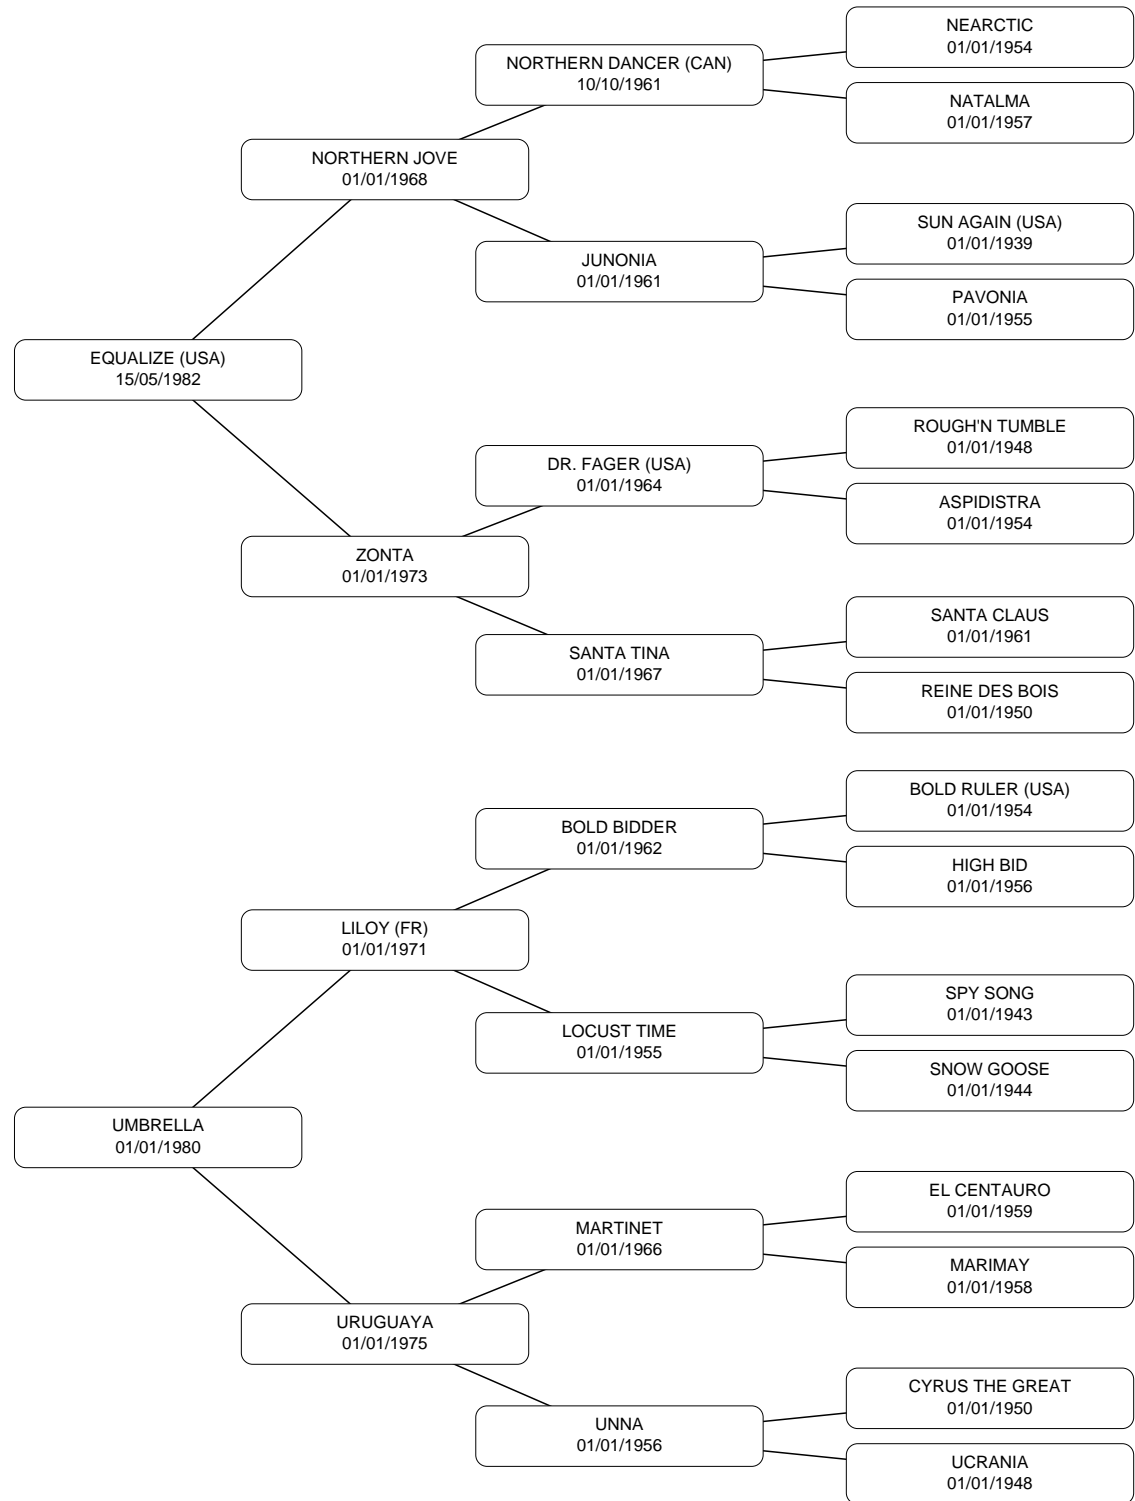 NEARCTIC
01/01/1954
NORTHERN DANCER (CAN)
10/10/1961
NATALMA
01/01/1957
NORTHERN JOVE
01/01/1968
SUN AGAIN (USA)
01/01/1939
JUNONIA
01/01/1961
PAVONIA
01/01/1955
EQUALIZE (USA)
15/05/1982
ROUGH'N TUMBLE
01/01/1948
DR. FAGER (USA)
01/01/1964
ASPIDISTRA
01/01/1954
ZONTA
01/01/1973
SANTA CLAUS
01/01/1961
SANTA TINA
01/01/1967
REINE DES BOIS
01/01/1950
BOLD RULER (USA)
01/01/1954
BOLD BIDDER
01/01/1962
HIGH BID
01/01/1956
LILOY (FR)
01/01/1971
SPY SONG
01/01/1943
LOCUST TIME
01/01/1955
SNOW GOOSE
01/01/1944
UMBRELLA
01/01/1980
EL CENTAURO
01/01/1959
MARTINET
01/01/1966
MARIMAY
01/01/1958
URUGUAYA
01/01/1975
CYRUS THE GREAT
01/01/1950
UNNA
01/01/1956
UCRANIA
01/01/1948